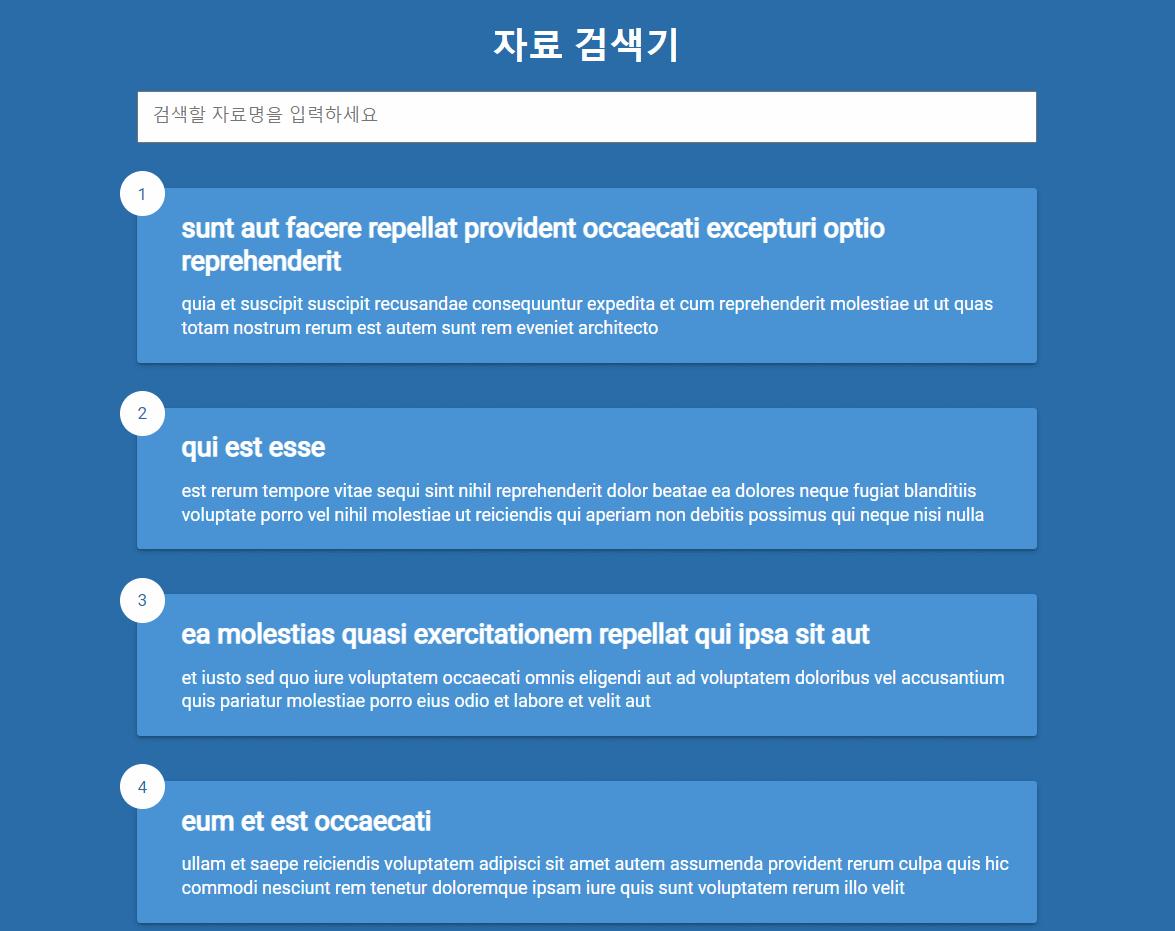 자료 검색기
검색할 자료명을 입력하세요
1
sunt aut facere repellat provident occaecati excepturi optio
reprehenderit
quia et suscipit suscipit recusandae consequuntur expedita et cum reprehenderit molestiae ut ut quas
totam nostrum rerum est autem sunt rem eveniet architecto
2
qui est esse
est rerum tempore vitae sequi sint nihil reprehenderit dolor beatae ea dolores neque fugiat blanditiis
voluptate porro vel nihil molestiae ut reiciendis qui aperiam non debitis possimus qui neque nisi nulla
3
ea molestias quasi exercitationem repellat qui ipsa sit aut
et iusto sed quo iure voluptatem occaecati omnis eligendi aut ad voluptatem doloribus vel accusantium
quis pariatur molestiae porro eius odio et labore et velit aut
4
eum et est occaecati
ullam et saepe reiciendis voluptatem adipisci sit amet autem assumenda provident rerum culpa quis hic
commodi nesciunt rem tenetur doloremque ipsam iure quis sunt voluptatem rerum illo velit